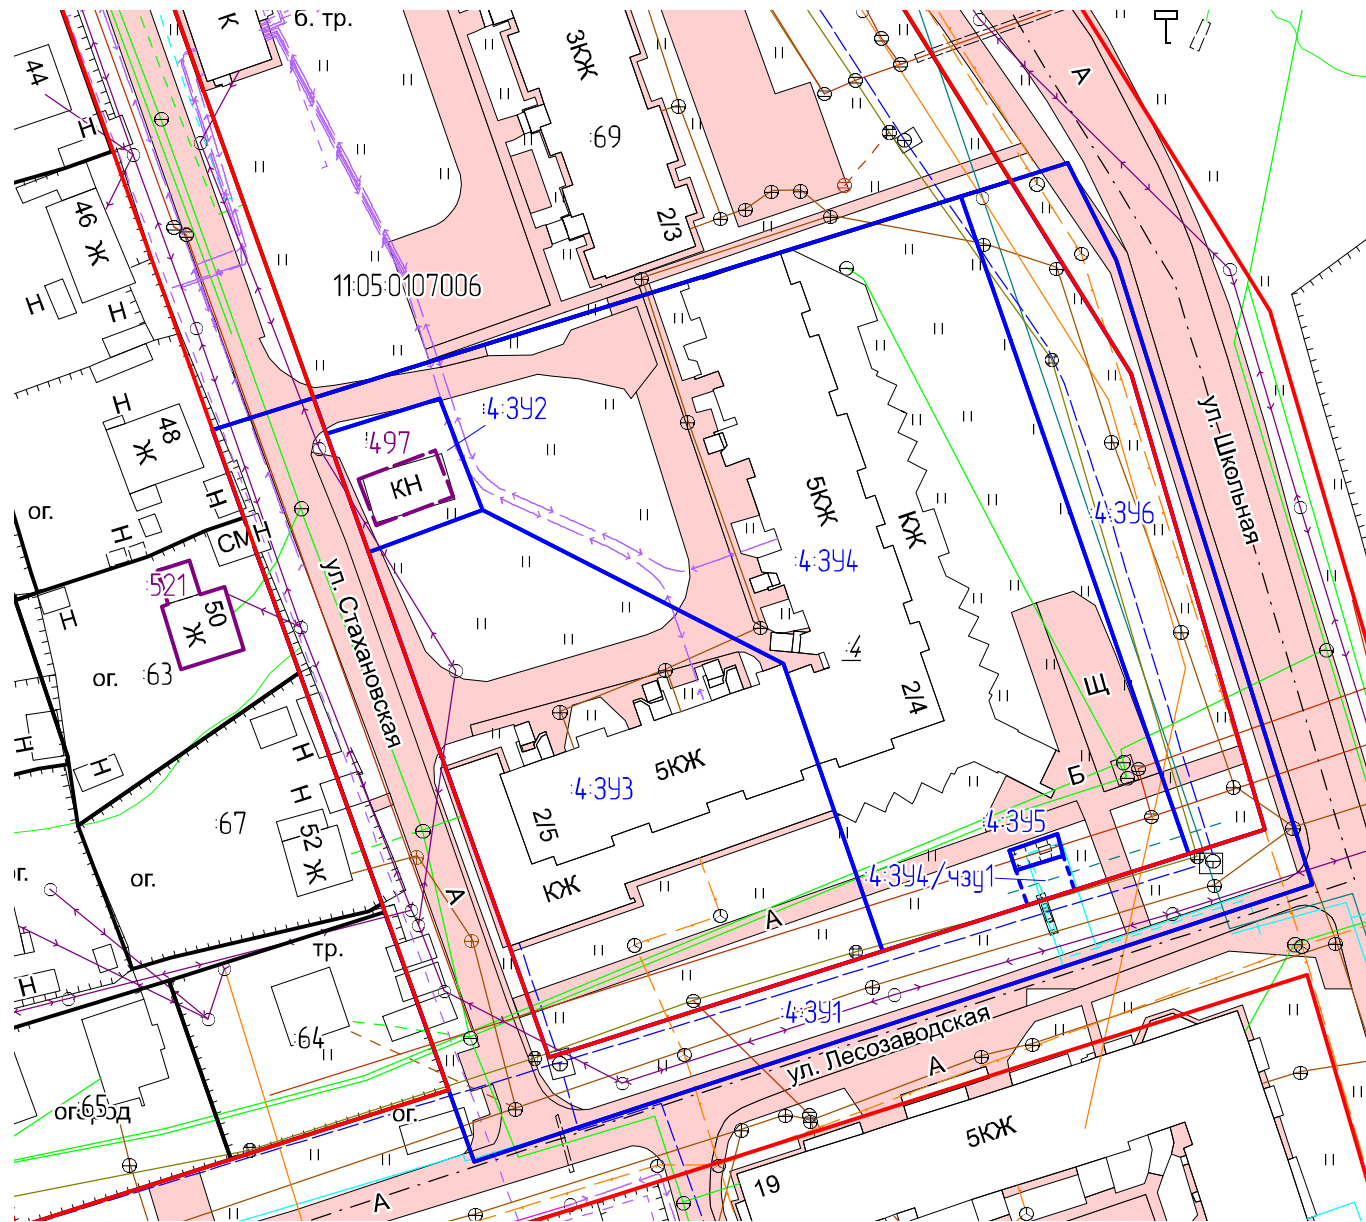 б. тр.
К
А
44
3КЖ
:69
Н
46
Ж
2/3
11:05:0107006
Н
Н
Н
48
Ж
:4:ЗУ2
:497
КН
5КЖ
КЖ
ул. Школьная
:4:ЗУ6
ог.
Н
Н
СМ
Н
:4:ЗУ4
:521
50
Ж
Н
ул. Стахановская
:63
ог.
:4
Щ
2/4
Н
Н
Н
5КЖ
Б
:4:ЗУ3
Н
2/5
:67
:4:ЗУ5
52
Ж
ог.
КЖ
:4:ЗУ4/чзу1
А
А
тр.
Н
:4:ЗУ1
ул. Лесозаводская
:64
А
:65
ог.
5КЖ
19
А